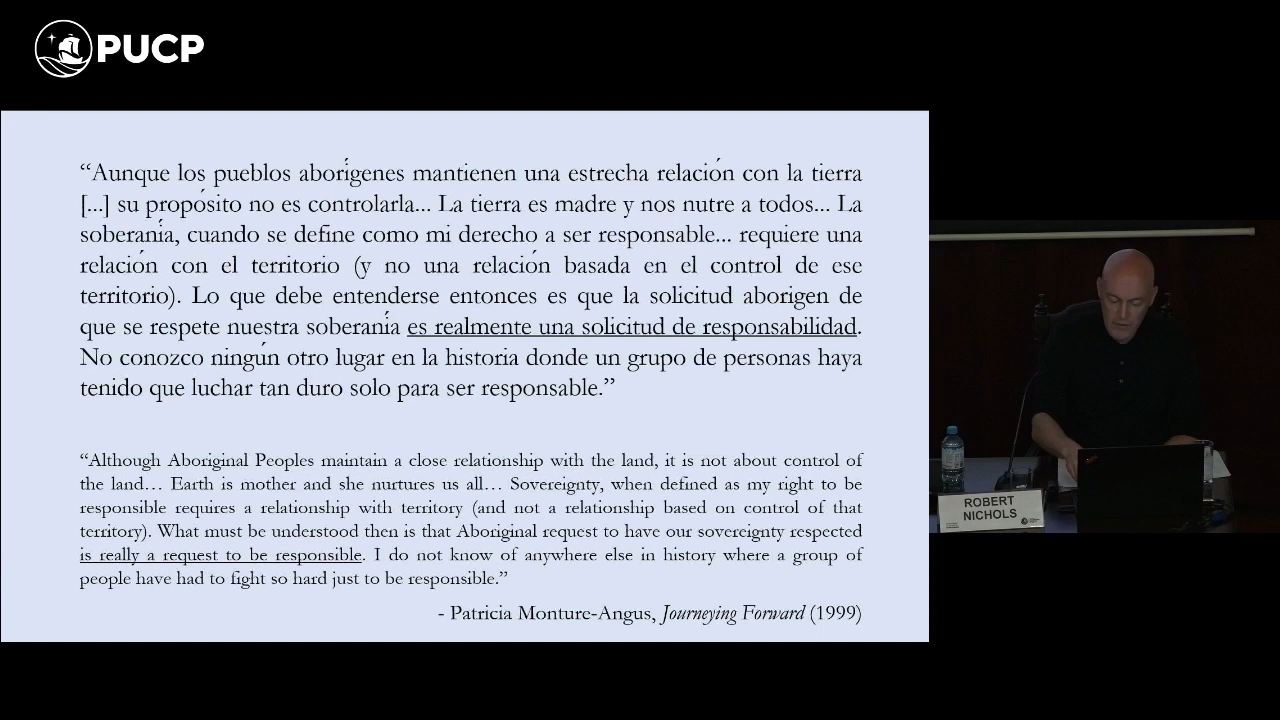 PUCP
“Aunque los pueblos aborígenes mantienen una estrecha relación con la tierra
[...] su propósito no es controlarla... La tierra es madre y nos nutre a todos... La
soberanía, cuando se define como mi derecho a ser responsable... requiere una
relación con el territorio (y no una relación basada en el control de ese
territorio). Lo que debe entenderse entonces es que la solicitud aborigen de
que se respete nuestra soberanía es realmente una solicitud de responsabilidad.
No conozco ningún otro lugar en la historia donde un grupo de personas haya
tenido que luchar tan duro solo para ser responsable.”
“Although Aboriginal Peoples maintain a close relationship with the land, it is not about control of
the land… Earth is mother and she nurtures us all… Sovereignty, when defined as my right to be
responsible requires a relationship with territory (and not a relationship based on control of that
territory). What must be understood then is that Aboriginal request to have our sovereignty respected
is really a request to be responsible. I do not know of anywhere else in history where a group of
people have had to fight so hard just to be responsible.”
- Patricia Monture-Angus, Journeying Forward (1999)
ROBERT
NICHOLS